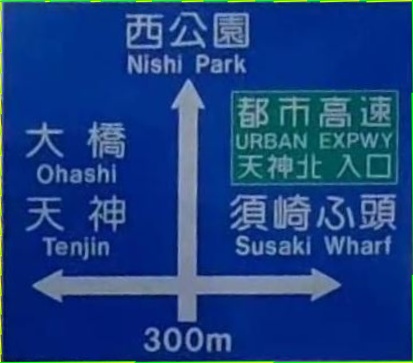 西公園
Nishi Park
大橋
Ohashi
天神
Tenjin
都市高速
URBAN EXPWY
天神北 入口
須崎ふ頭
Susaki Wharf
300m